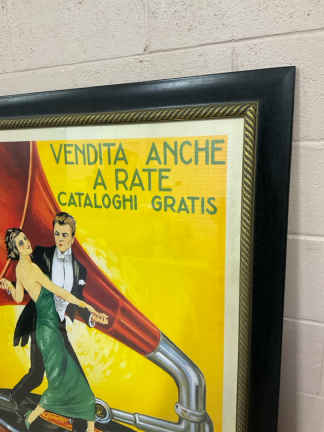 VENDITA ANCHE
A RATE
CATALOGHI GRATIS